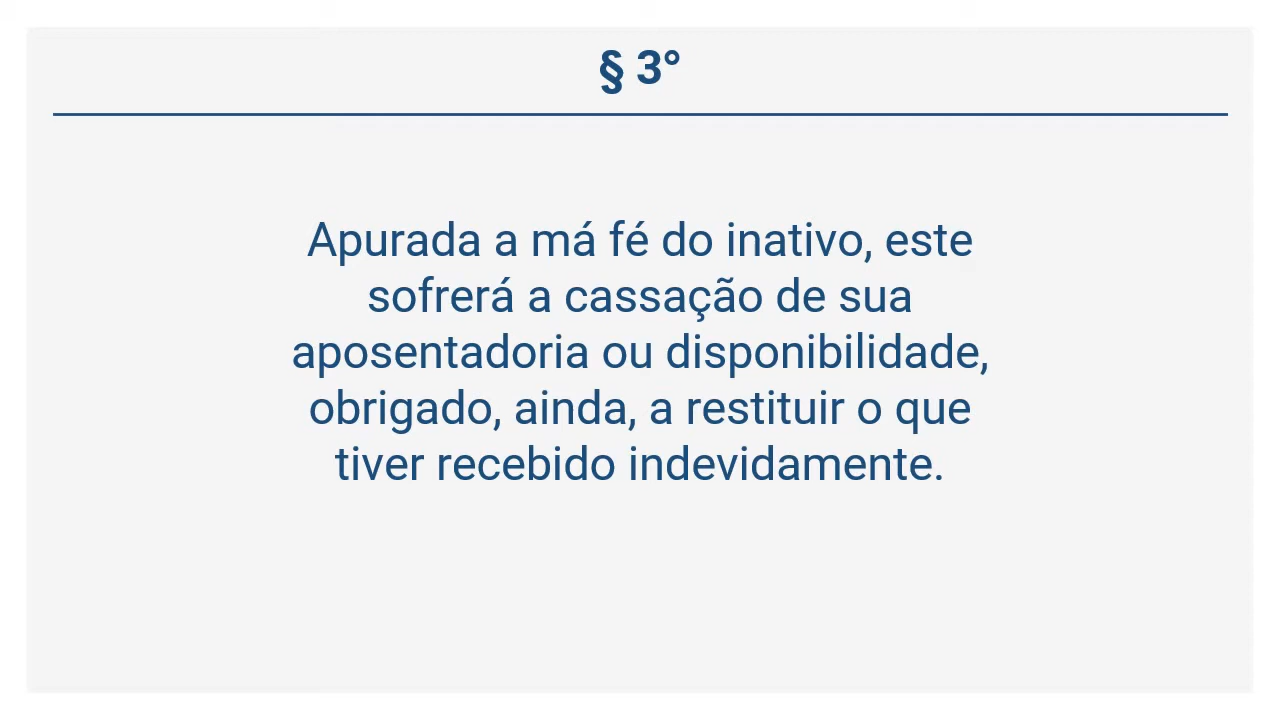 § 3°
Apurada a má fé do inativo, este
sofrerá a cassação de sua
aposentadoria ou disponibilidade,
obrigado, ainda, a restituir o que
tiver recebido indevidamente.